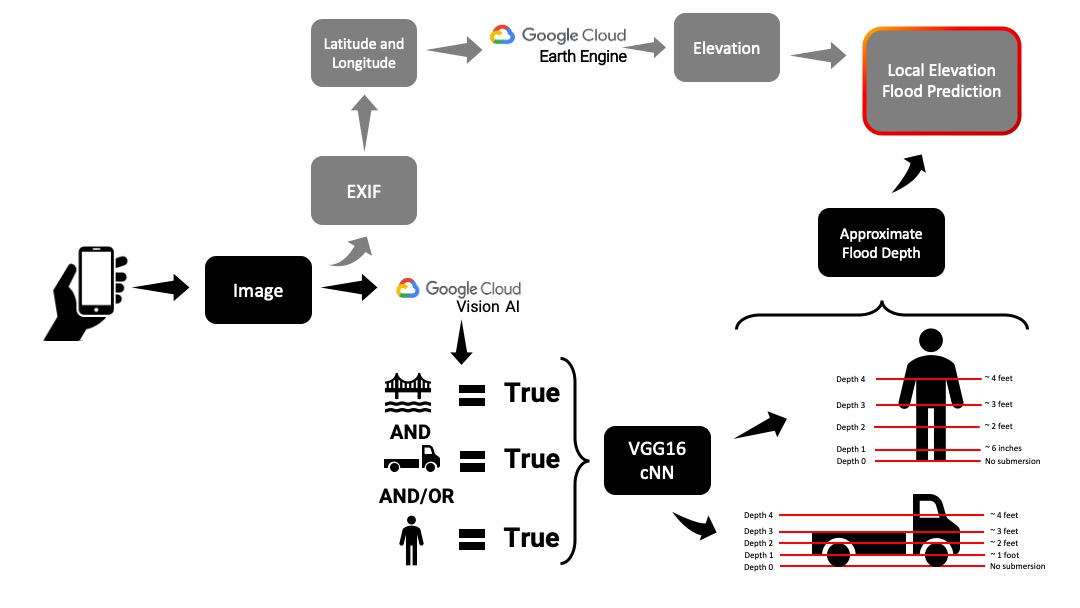 Latitude and
Longitude
Google Cloud
Earth Engine
Elevation
Local Elevation
Flood Prediction
EXIF
Approximate
Flood Depth
Image
Google Cloud
Vision AI
True
AND
True
AND/OR
True
VGG16
cNN
Depth 4 ~ 4 feet
Depth 3 ~ 3 feet
Depth 2 ~ 2 feet
Depth 1 ~ 6 inches
Depth 0 No submersion
Depth 4 ~ 4 feet
Depth 3 ~ 3 feet
Depth 2 ~ 2 feet
Depth 1 ~ 1 foot
Depth 0 No submersion